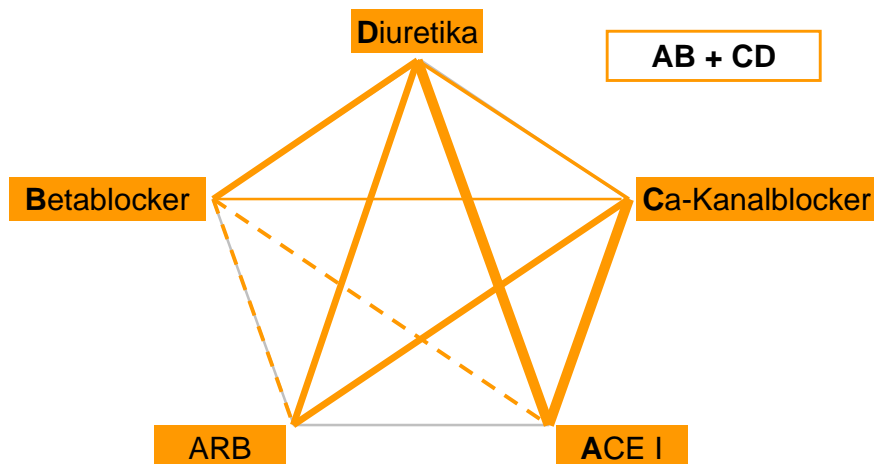 Diuretika
AB + CD
Betablocker
Ca-Kanalblocker
ARB
ACE I